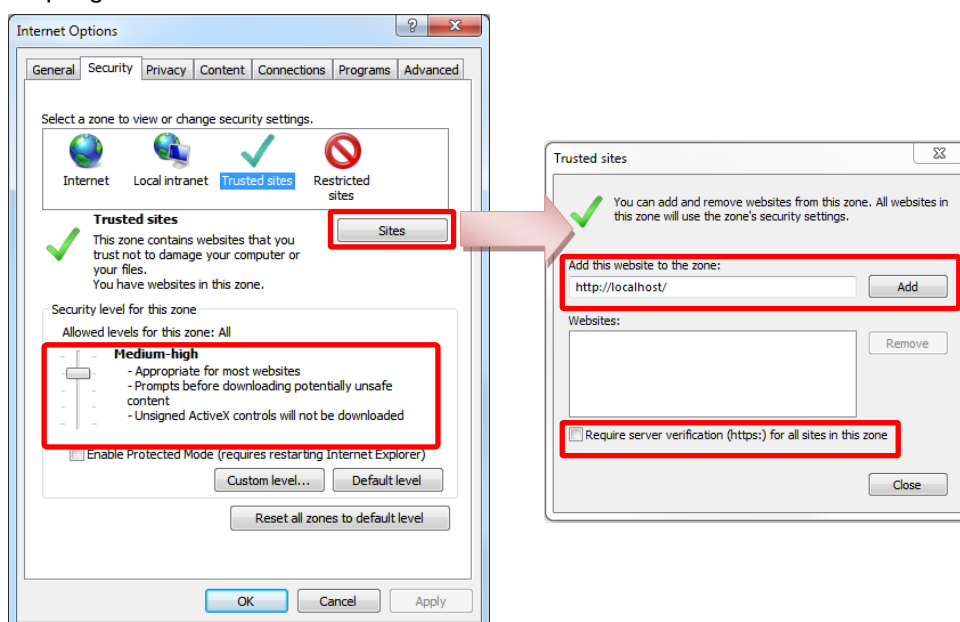 Internet Options
General Security Privacy Content Connections Programs Advanced
Select a zone to view or change security settings.
Internet Local intranet Trusted sites Restricted
sites
Trusted sites
Sites
This zone contains websites that you
trust not to damage your computer or
your files.
You have websites in this zone.
Security level for this zone
Allowed levels for this zone: All
Medium-high
- Appropriate for most websites
- Prompts before downloading potentially unsafe
content
- Unsigned ActiveX controls will not be downloaded
Enable Protected Mode (requires restarting Internet Explorer)
Custom level... Default level
Reset all zones to default level
OK Cancel Apply
Trusted sites
You can add and remove websites from this zone. All websites in
this zone will use the zone's security settings.
Add this website to the zone:
http://localhost/ Add
Websites:
Remove
Require server verification (https:) for all sites in this zone
Close